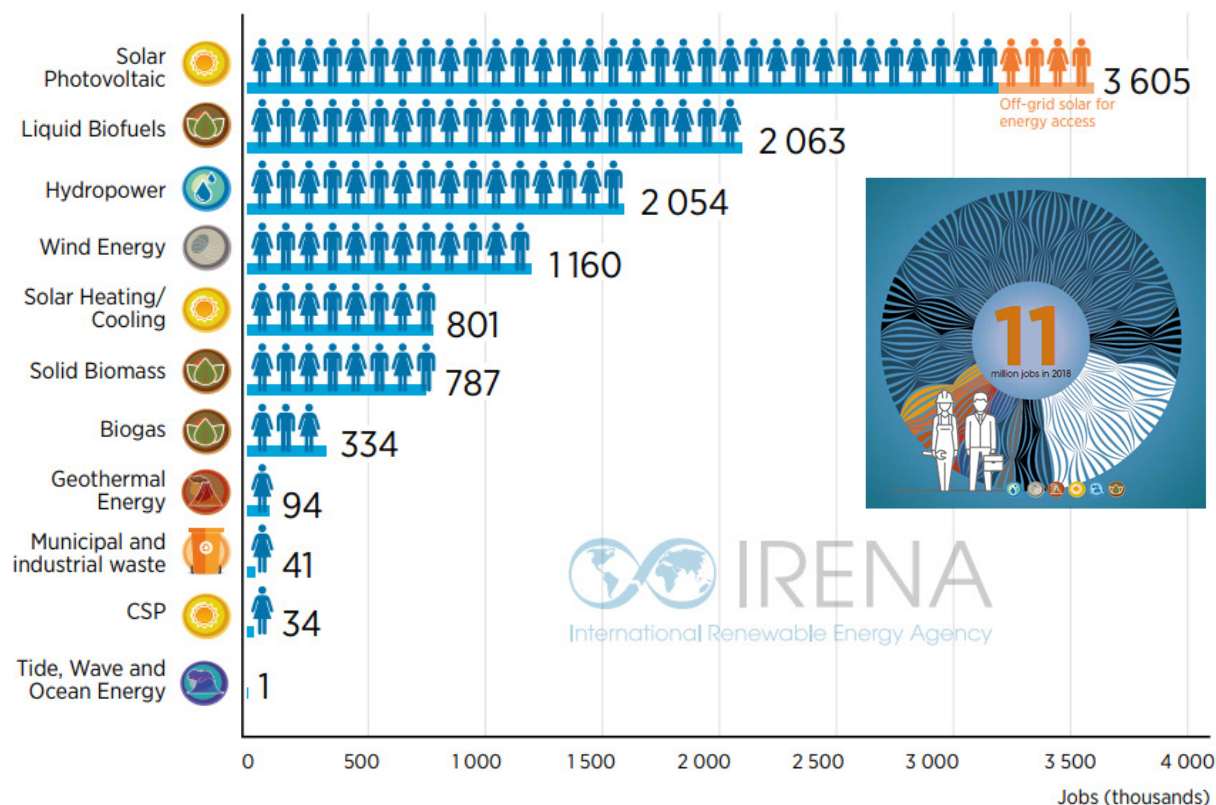 Solar
Photovoltaic
3 605
Off-grid solar for
energy access
Liquid Biofuels
2 063
Hydropower
2 054
Wind Energy
1 160
Solar Heating/
Cooling
801
Solid Biomass
787
Biogas
334
Geothermal
Energy
94
Municipal and
industrial waste
41
CSP
34
Tide, Wave and
Ocean Energy
1
11
million jobs in 2018
IRENA
International Renewable Energy Agency
0 500 1 000 1 500 2 000 2 500 3 000 3 500 4 000
Jobs (thousands)